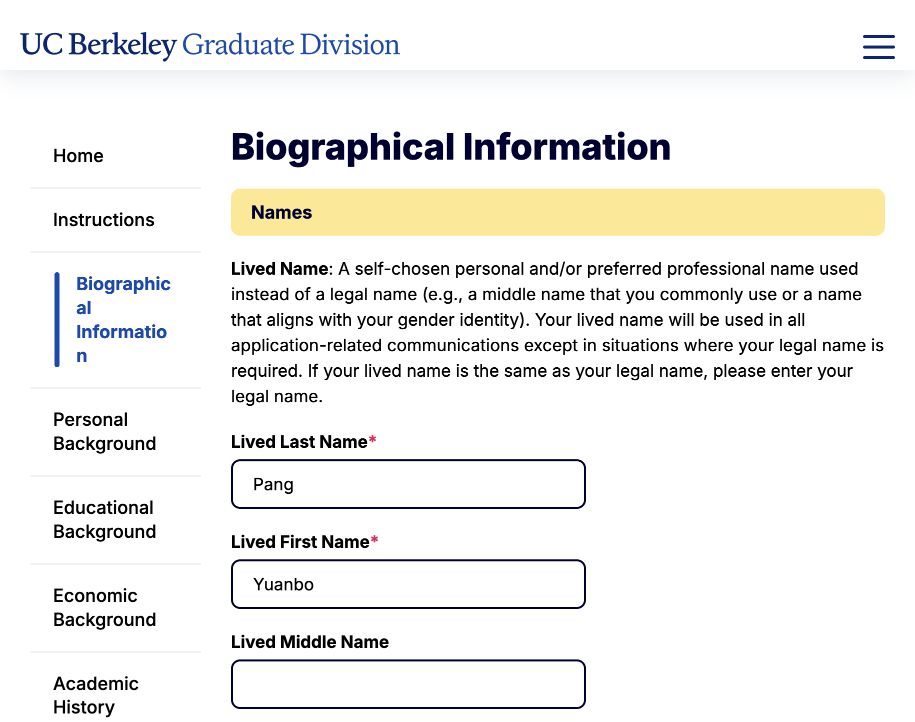 UC Berkeley Graduate Division
Home
Instructions
Biographic
al
Informatio
n
Personal
Background
Educational
Background
Economic
Background
Academic
History
Biographical Information
Names
Lived Name: A self-chosen personal and/or preferred professional name used
instead of a legal name (e.g., a middle name that you commonly use or a name
that aligns with your gender identity). Your lived name will be used in all
application-related communications except in situations where your legal name is
required. If your lived name is the same as your legal name, please enter your
legal name.
Lived Last Name*
Pang
Lived First Name*
Yuanbo
Lived Middle Name